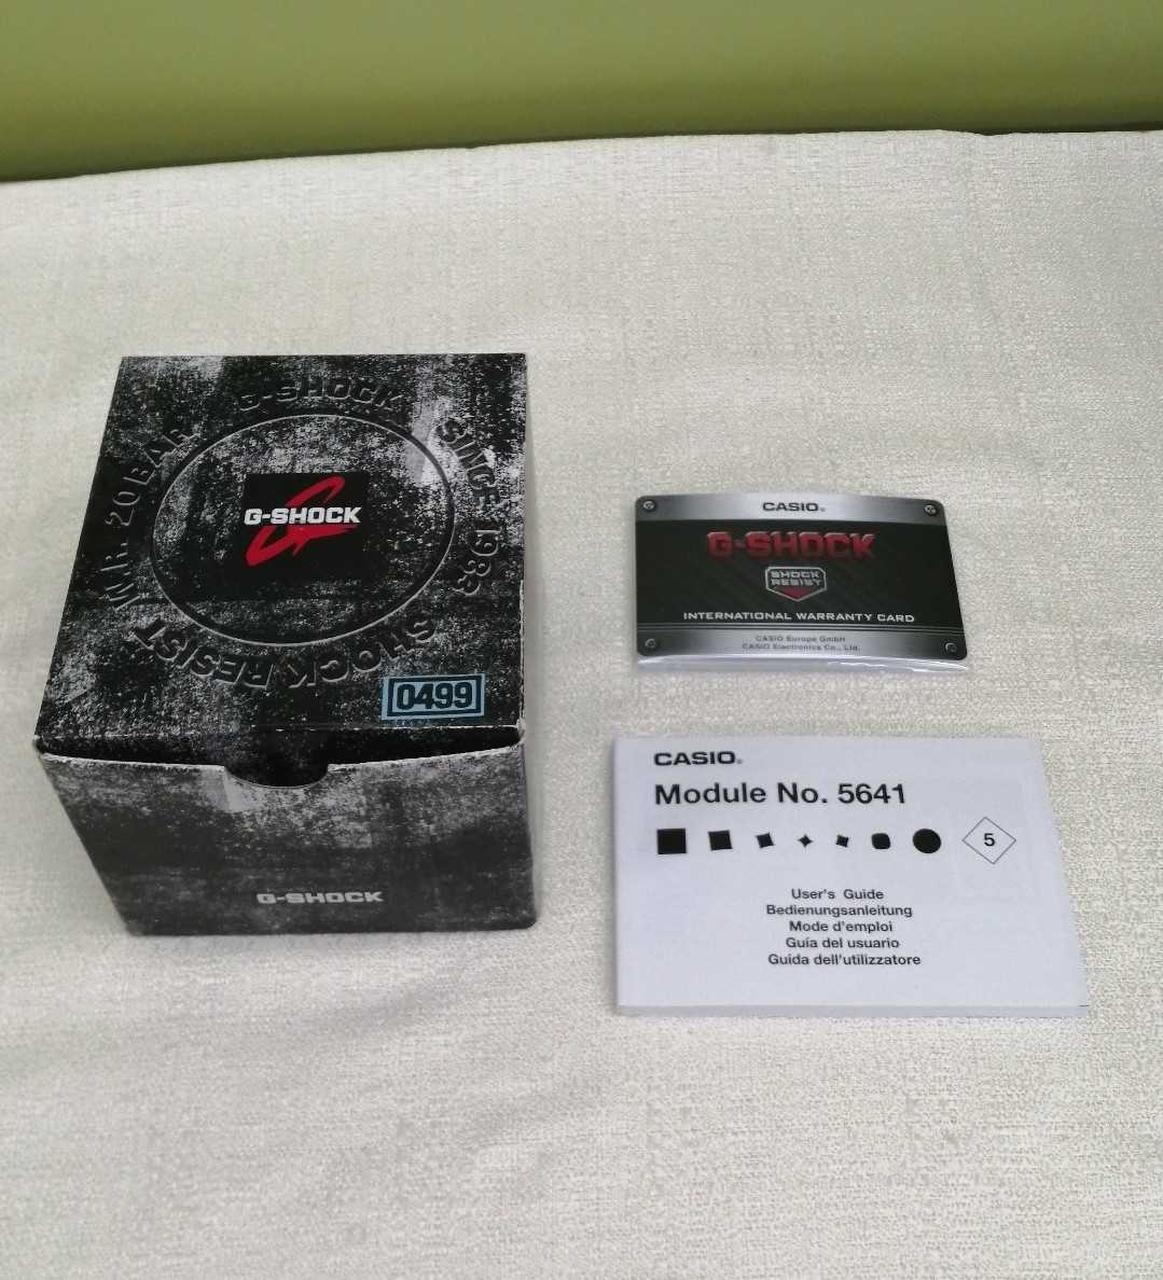 G-SHOCK
SINCE 1983
SHOCK RESIST
W.R. 20 BAR
G-SHOCK
0499
G-SHOCK
CASIO®
G-SHOCK
SHOCK
RESIST
INTERNATIONAL WARRANTY CARD
CASIO Europe GmbH
CASIO Electronics Co., Ltd.
CASIO®
Module No. 5641
5
User's Guide
Bedienungsanleitung
Mode d'emploi
Guía del usuario
Guida dell'utilizzatore